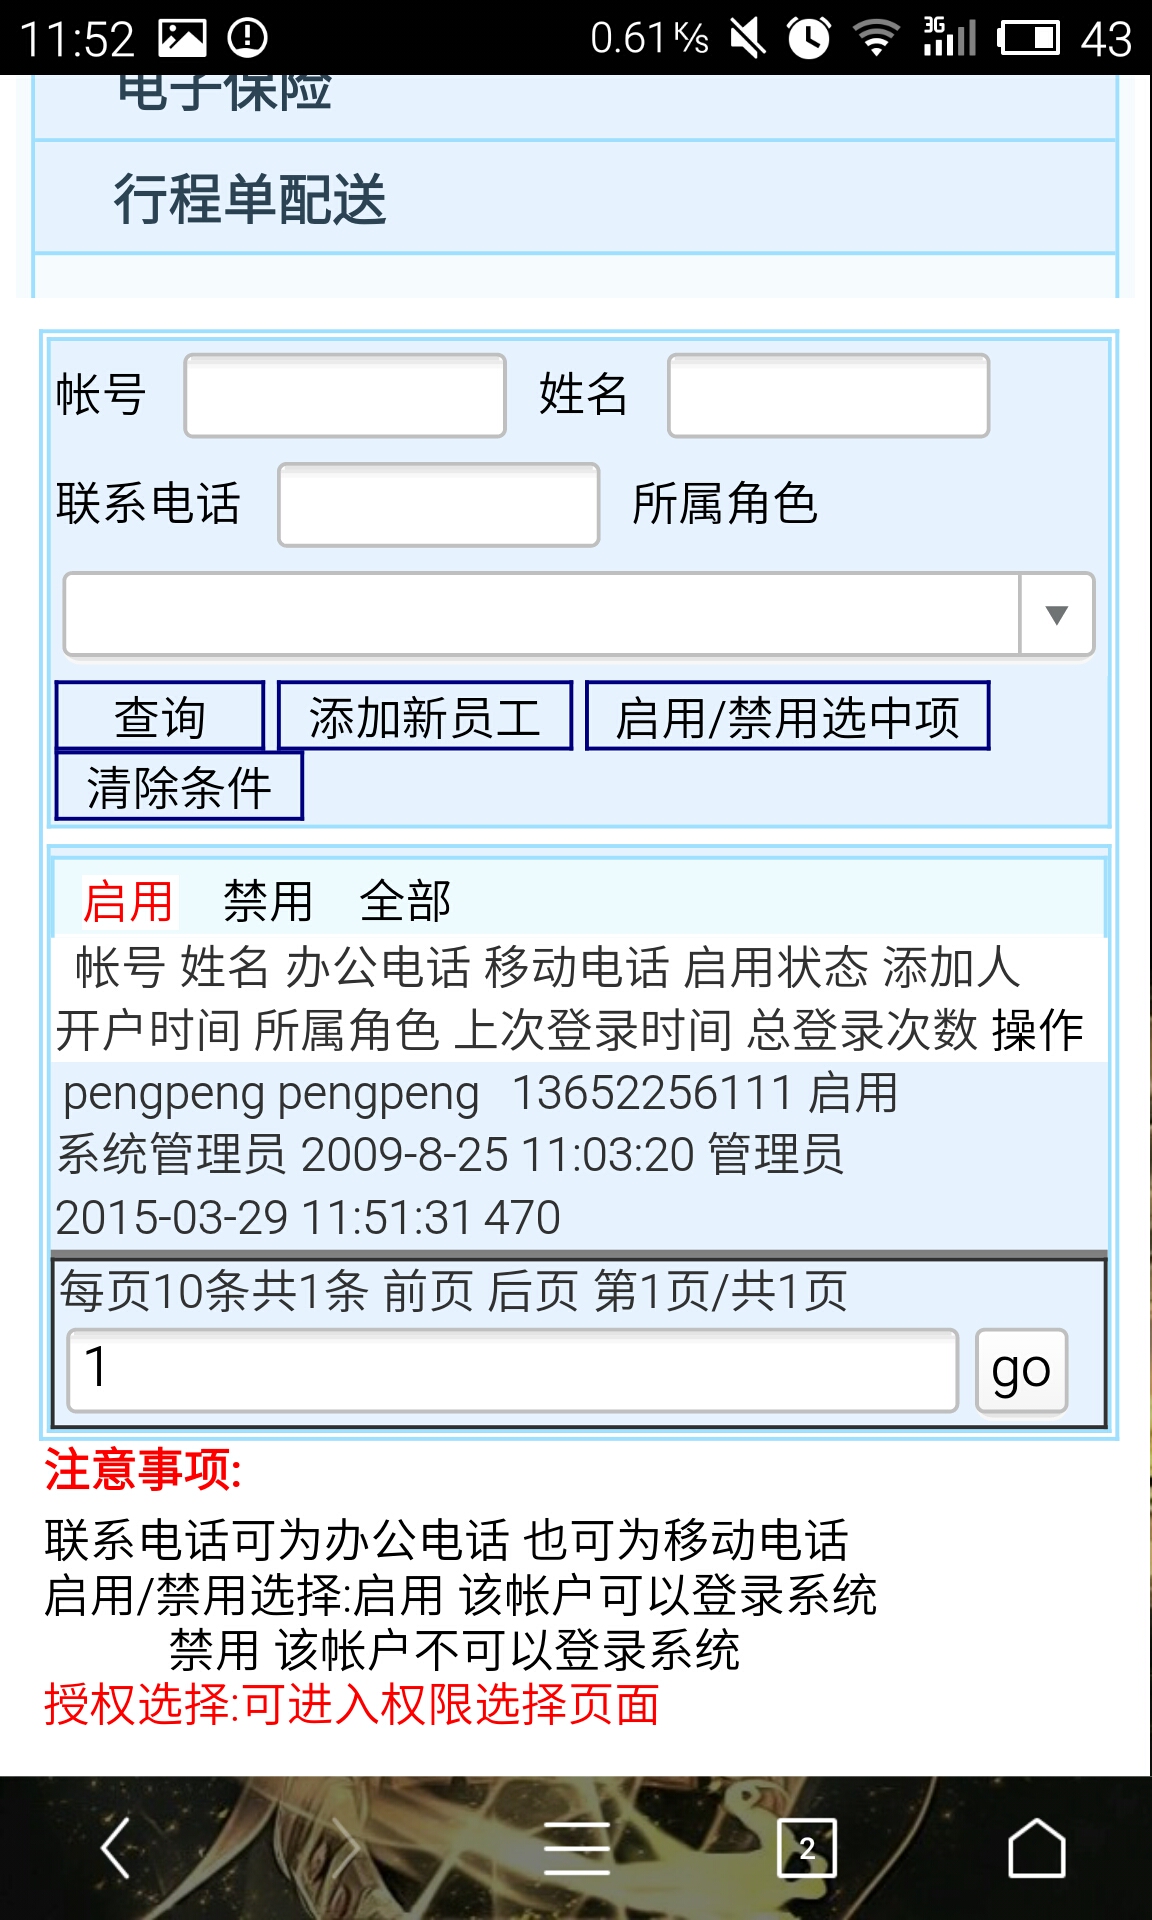 11:52 0.61K/s 3G 43
电子保险
行程单配送
帐号 姓名
联系电话 所属角色
查询 添加新员工 启用/禁用选中项
清除条件
启用 禁用 全部
帐号 姓名 办公电话 移动电话 启用状态 添加人
开户时间 所属角色 上次登录时间 总登录次数 操作
pengpeng pengpeng 13652256111 启用
系统管理员 2009-8-25 11:03:20 管理员
2015-03-29 11:51:31 470
每页10条共1条 前页 后页 第1页/共1页
1 go
注意事项:
联系电话可为办公电话 也可为移动电话
启用/禁用选择:启用 该帐户可以登录系统
禁用 该帐户不可以登录系统
授权选择:可进入权限选择页面
2